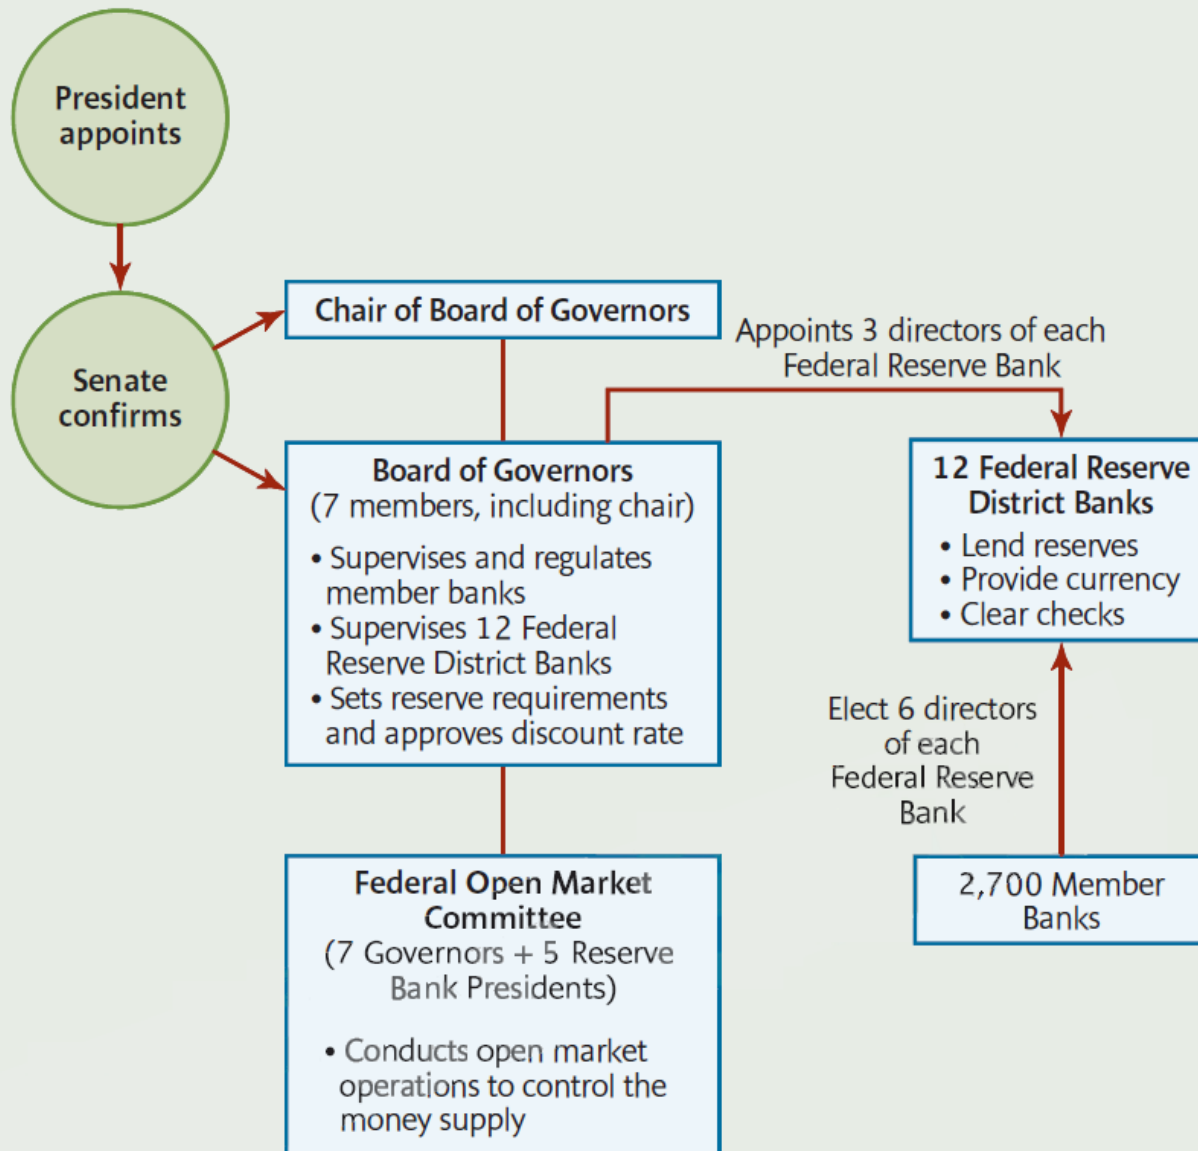 President
appoints
Senate
confirms
Chair of Board of Governors
Appoints 3 directors of each
Federal Reserve Bank
Board of Governors
(7 members, including chair)
• Supervises and regulates
member banks
• Supervises 12 Federal
Reserve District Banks
• Sets reserve requirements
and approves discount rate
12 Federal Reserve
District Banks
• Lend reserves
• Provide currency
• Clear checks
Elect 6 directors
of each
Federal Reserve
Bank
2,700 Member
Banks
Federal Open Market
Committee
(7 Governors + 5 Reserve
Bank Presidents)
• Conducts open market
operations to control the
money supply